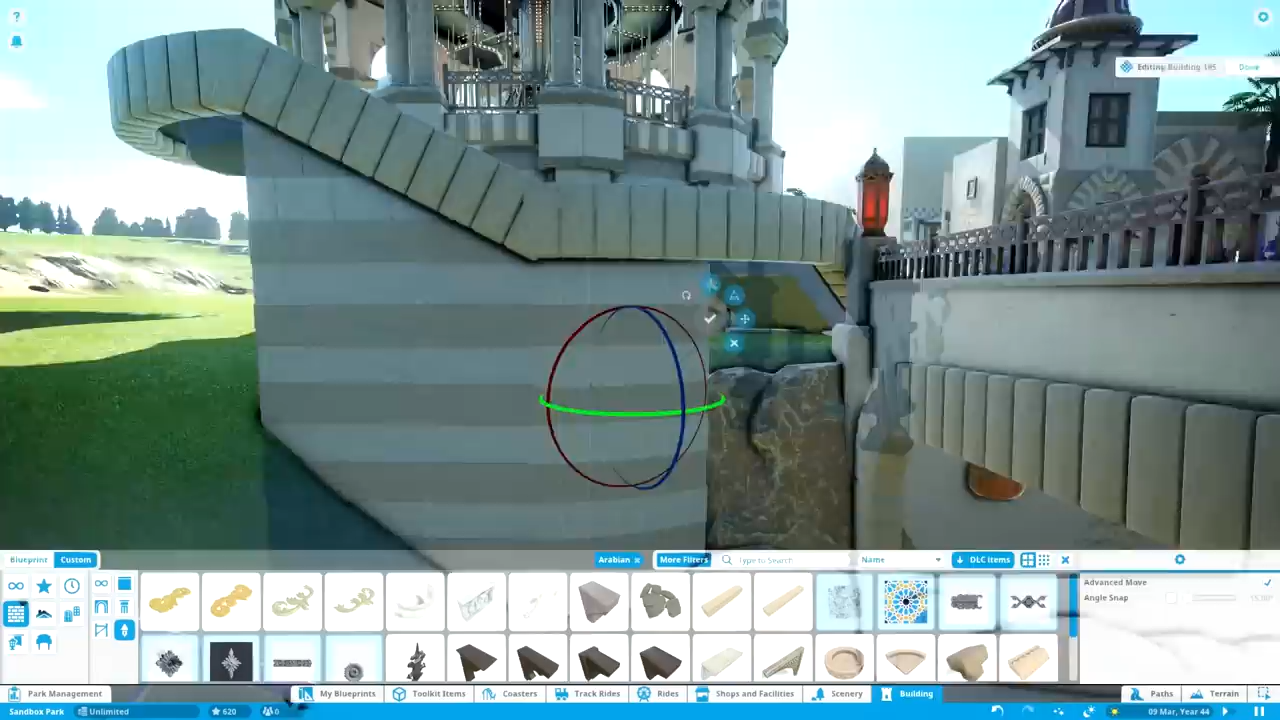 ?
Editing Building 185 Done
Blueprint Custom Arabian × More Filters Type to Search Name DLC Items
Advanced Move
Angle Snap
Park Management My Blueprints Toolkit Items Coasters Track Rides Rides Shops and Facilities Scenery Building Paths Terrain
Sandbox Park Unlimited 620 0 09 Mar, Year 44